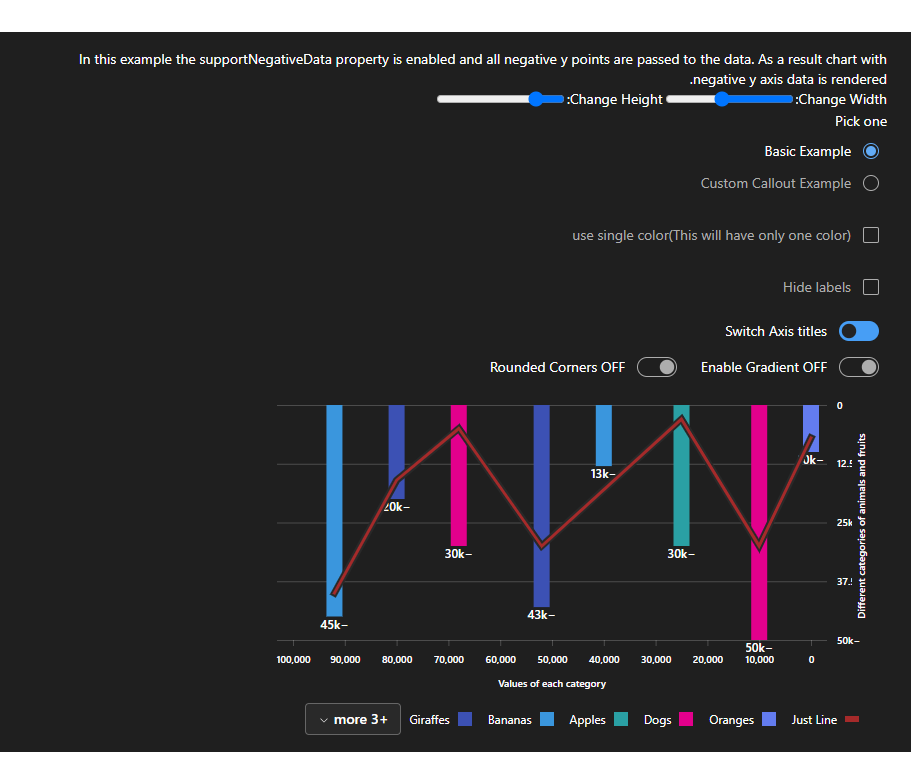 In this example the supportNegativeData property is enabled and all negative y points are passed to the data. As a result chart with
.negative y axis data is rendered
:Change Height :Change Width
Pick one
Basic Example
Custom Callout Example
use single color(This will have only one color)
Hide labels
Switch Axis titles
Rounded Corners OFF Enable Gradient OFF
0
12.5
25k
37.5
50k–
Different categories of animals and fruits
45k–
20k–
30k–
43k–
13k–
30k–
50k–
0k–
100,000 90,000 80,000 70,000 60,000 50,000 40,000 30,000 20,000 10,000 0
Values of each category
more 3+ Giraffes Bananas Apples Dogs Oranges Just Line